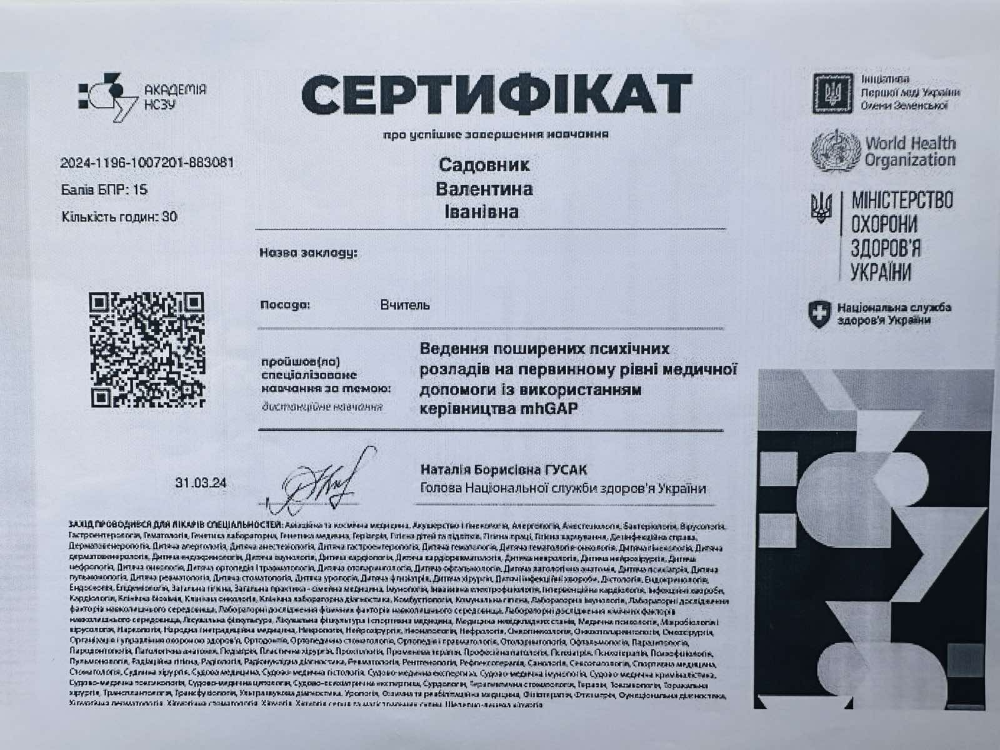 АКАДЕМІЯ
НСЗУ
СЕРТИФІКАТ
про успішне завершення навчання
Ініціатива
Першої леді України
Олени Зеленської
World Health
Organization
МІНІСТЕРСТВО
ОХОРОНИ
ЗДОРОВ'Я
УКРАЇНИ
Національна служба
здоров'я України
2024-1196-1007201-883081
Балів БПР: 15
Кількість годин: 30
Садовник
Валентина
Іванівна
Назва закладу:
Посада: Вчитель
пройшов(ла)
спеціалізоване
навчання за темою:
дистанційне навчання
Ведення поширених психічних
розладів на первинному рівні медичної
допомоги із використанням
керівництва mhGAP
31.03.24
Наталія Борисівна ГУСАК
Голова Національної служби здоров'я України
ЗАХІД ПРОВОДИВСЯ ДЛЯ ЛІКАРІВ СПЕЦІАЛЬНОСТЕЙ: Авіаційна та космічна медицина, Акушерство і гінекологія, Алергологія, Анестезіологія, Бактеріологія, Вірусологія,
Гастроентерологія, Гематологія, Генетика лабораторна, Генетика медична, Геріатрія, Гігієна дітей та підлітків, Гігієна праці, Гігієна харчування, Дезінфекційна справа,
Дерматовенерологія, Дитяча алергологія, Дитяча анестезіологія, Дитяча гастроентерологія, Дитяча гематологія, Дитяча гематологія-онкологія, Дитяча гінекологія, Дитяча
дерматовенерологія, Дитяча ендокринологія, Дитяча імунологія, Дитяча кардіологія, Дитяча кардіоревматологія, Дитяча неврологія, Дитяча нейрохірургія, Дитяча
нефрологія, Дитяча онкологія, Дитяча ортопедія і травматологія, Дитяча отоларингологія, Дитяча офтальмологія, Дитяча патологічна анатомія, Дитяча психіатрія, Дитяча
пульмонологія, Дитяча ревматологія, Дитяча стоматологія, Дитяча урологія, Дитяча фтизіатрія, Дитяча хірургія, Дитячі інфекційні хвороби, Дієтологія, Ендокринологія,
Ендоскопія, Епідеміологія, Загальна гігієна, Загальна практика - сімейна медицина, Імунологія, Інвазивна електрофізіологія, Інтервенційна кардіологія, Інфекційні хвороби,
Кардіологія, Клінічна біохімія, Клінічна онкологія, Клінічна лабораторна діагностика, Комбустіологія, Комунальна гігієна, Лабораторна імунологія, Лабораторні дослідження
факторів навколишнього середовища, Лабораторні дослідження фізичних факторів навколишнього середовища, Лабораторні дослідження хімічних факторів
навколишнього середовища, Лікувальна фізкультура, Лікувальна фізкультура і спортивна медицина, Медицина невідкладних станів, Медична психологія, Мікробіологія і
вірусологія, Наркологія, Народна і нетрадиційна медицина, Неврологія, Нейрохірургія, Неонатологія, Нефрологія, Онкогінекологія, Онкоотоларингологія, Онкохірургія,
Організація і управління охороною здоров'я, Ортодонтія, Ортопедична стоматологія, Ортопедія і травматологія, Отоларингологія, Офтальмологія, Паразитологія,
Пародонтологія, Патологічна анатомія, Педіатрія, Пластична хірургія, Проктологія, Променева терапія, Професійна патологія, Психіатрія, Психотерапія, Психофізіологія,
Пульмонологія, Радіаційна гігієна, Радіологія, Радіонуклідна діагностика, Ревматологія, Рентгенологія, Рефлексотерапія, Санологія, Сексопатологія, Спортивна медицина,
Стоматологія, Судинна хірургія, Судова медицина, Судово-медична гістологія, Судово-медична експертиза, Судово-медична імунологія, Судово-медична криміналістика,
Судово-медична токсикологія, Судово-медична цитологія, Судово-психіатрична експертиза, Сурдологія, Терапевтична стоматологія, Терапія, Токсикологія, Торакальна
хірургія, Трансплантологія, Трансфузіологія, Ультразвукова діагностика, Урологія, Фізична та реабілітаційна медицина, Фізіотерапія, Фтизіатрія, Функціональна діагностика,
Хірургічна стоматологія, Хірургія, Хірургія серця та магістральних судин, Щелепно-лицева хірургія